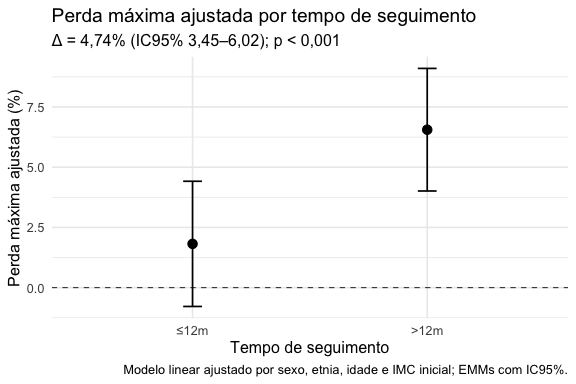 Perda máxima ajustada por tempo de seguimento
Δ = 4,74% (IC95% 3,45–6,02); p < 0,001
Perda máxima ajustada (%)
7.5
5.0
2.5
0.0
≤12m
>12m
Tempo de seguimento
Modelo linear ajustado por sexo, etnia, idade e IMC inicial; EMMs com IC95%.